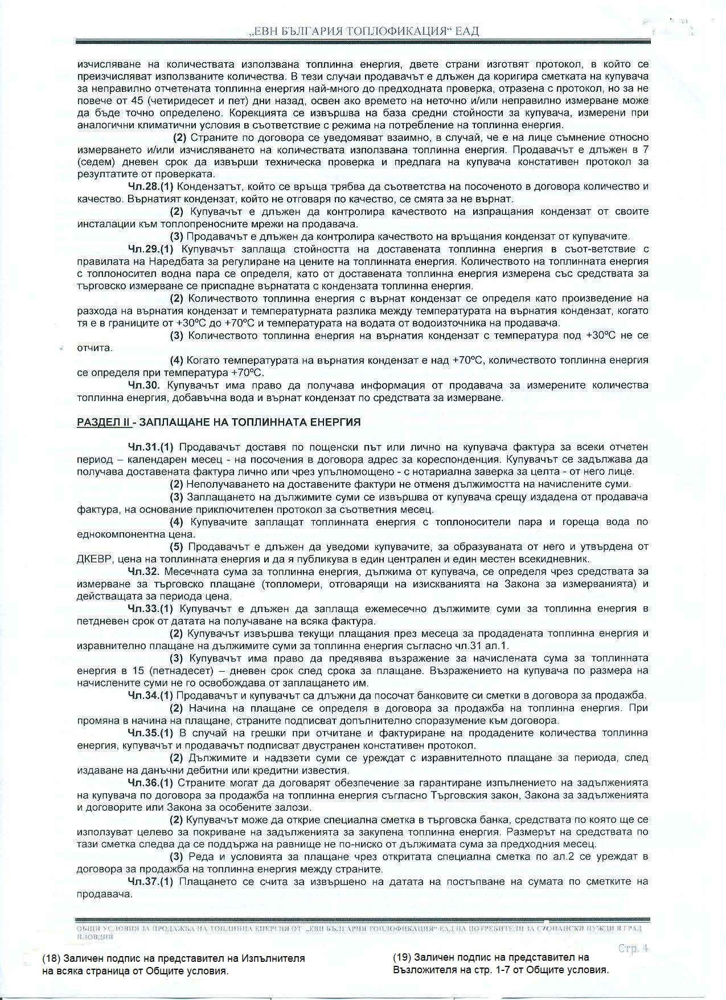 „ЕВН БЪЛГАРИЯ ТОПЛОФИКАЦИЯ“ ЕАД
изчисляване на количествата използвана топлинна енергия, двете страни изготвят протокол, в който се
преизчисляват използваните количества. В тези случаи продавачът е длъжен да коригира сметката на купувача
за неправилно отчетената топлинна енергия най-много до предходната проверка, отразена с протокол, но за не
повече от 45 (четиридесет и пет) дни назад, освен ако времето на неточно и/или неправилно измерване може
да бъде точно определено. Корекцията се извършва на база средни стойности за купувача, измерени при
аналогични климатични условия в съответствие с режима на потребление на топлинна енергия.
(2) Страните по договора се уведомяват взаимно, в случай, че е на лице съмнение относно
измерването и/или изчисляването на количествата използвана топлинна енергия. Продавачът е длъжен в 7
(седем) дневен срок да извърши техническа проверка и предлага на купувача констативен протокол за
резултатите от проверката.
Чл.28.(1) Кондензатът, който се връща трябва да съответства на посоченото в договора количество и
качество. Върнатият кондензат, който не отговаря по качество, се смята за не върнат.
(2) Купувачът е длъжен да контролира качеството на изпращания кондензат от своите
инсталации към топлопреносните мрежи на продавача.
(3) Продавачът е длъжен да контролира качеството на връщания кондензат от купувачите.
Чл.29.(1) Купувачът заплаща стойността на доставената топлинна енергия в съот-ветствие с
правилата на Наредбата за регулиране на цените на топлинната енергия. Количеството на топлинната енергия
с топлоносител водна пара се определя, като от доставената топлинна енергия измерена със средствата за
търговско измерване се приспадне върнатата с кондензата топлинна енергия.
(2) Количеството топлинна енергия с върнат кондензат се определя като произведение на
разхода на върнатия кондензат и температурната разлика между температурата на върнатия кондензат, когато
тя е в границите от +30ºС до +70ºС и температурата на водата от водоизточника на продавача.
(3) Количеството топлинна енергия на върнатия кондензат с температура под +30ºС не се
отчита.
(4) Когато температурата на върнатия кондензат е над +70ºС, количеството топлинна енергия
се определя при температура +70ºС.
Чл.30. Купувачът има право да получава информация от продавача за измерените количества
топлинна енергия, добавъчна вода и върнат кондензат по средствата за измерване.
РАЗДЕЛ II - ЗАПЛАЩАНЕ НА ТОПЛИННАТА ЕНЕРГИЯ
Чл.31.(1) Продавачът доставя по пощенски път или лично на купувача фактура за всеки отчетен
период – календарен месец - на посочения в договора адрес за кореспонденция. Купувачът се задължава да
получава доставената фактура лично или чрез упълномощено - с нотариална заверка за целта - от него лице.
(2) Неполучаването на доставените фактури не отменя дължимостта на начислените суми.
(3) Заплащането на дължимите суми се извършва от купувача срещу издадена от продавача
фактура, на основание приключителен протокол за съответния месец.
(4) Купувачите заплащат топлинната енергия с топлоносители пара и гореща вода по
еднокомпонентна цена.
(5) Продавачът е длъжен да уведоми купувачите, за образуваната от него и утвърдена от
ДКЕВР, цена на топлинната енергия и да я публикува в един централен и един местен всекидневник.
Чл.32. Месечната сума за топлинна енергия, дължима от купувача, се определя чрез средствата за
измерване за търговско плащане (топломери, отговарящи на изискванията на Закона за измерванията) и
действащата за периода цена.
Чл.33.(1) Купувачът е длъжен да заплаща ежемесечно дължимите суми за топлинна енергия в
петдневен срок от датата на получаване на всяка фактура.
(2) Купувачът извършва текущи плащания през месеца за продадената топлинна енергия и
изравнително плащане на дължимите суми за топлинна енергия съгласно чл.31 ал.1.
(3) Купувачът има право да предявява възражение за начислената сума за топлинната
енергия в 15 (петнадесет) – дневен срок след срока за плащане. Възражението на купувача по размера на
начислените суми не го освобождава от заплащането им.
Чл.34.(1) Продавачът и купувачът са длъжни да посочат банковите си сметки в договора за продажба.
(2) Начина на плащане се определя в договора за продажба на топлинна енергия. При
промяна в начина на плащане, страните подписват допълнително споразумение към договора.
Чл.35.(1) В случай на грешки при отчитане и фактуриране на продадените количества топлинна
енергия, купувачът и продавачът подписват двустранен констативен протокол.
(2) Дължимите и надвзети суми се уреждат с изравнителното плащане за периода, след
издаване на данъчни дебитни или кредитни известия.
Чл.36.(1) Страните могат да договарят обезпечение за гарантиране изпълнението на задълженията
на купувача по договора за продажба на топлинна енергия съгласно Търговския закон, Закона за задълженията
и договорите или Закона за особените залози.
(2) Купувачът може да открие специална сметка в търговска банка, средствата по която ще се
използуват целево за покриване на задълженията за закупена топлинна енергия. Размерът на средствата по
тази сметка следва да се поддържа на равнище не по-ниско от дължимата сума за предходния месец.
(3) Реда и условията за плащане чрез откритата специална сметка по ал.2 се уреждат в
договора за продажба на топлинна енергия между страните.
Чл.37.(1) Плащането се счита за извършено на датата на постъпване на сумата по сметките на
продавача.
ОБЩИ УСЛОВИЯ ЗА ПРОДАЖБА НА ТОПЛИННА ЕНЕРГИЯ ОТ „ЕВН БЪЛГАРИЯ ТОПЛОФИКАЦИЯ“ ЕАД НА ПОТРЕБИТЕЛИ ЗА СТОПАНСКИ НУЖДИ В ГРАД
ПЛОВДИВ
Стр. 4
(18) Заличен подпис на представител на Изпълнителя
на всяка страница от Общите условия.
(19) Заличен подпис на представител на
Възложителя на стр. 1-7 от Общите условия.